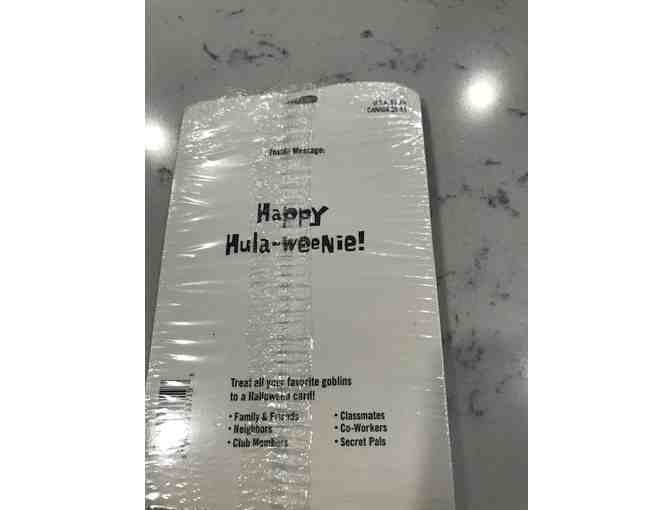 U.S.A.
CANADA
Inside Message:
Happy
Hula-weeNie!
Treat all your favorite goblins
to a Halloween card!
• Family & Friends
• Neighbors
• Club Members
• Classmates
• Co-Workers
• Secret Pals